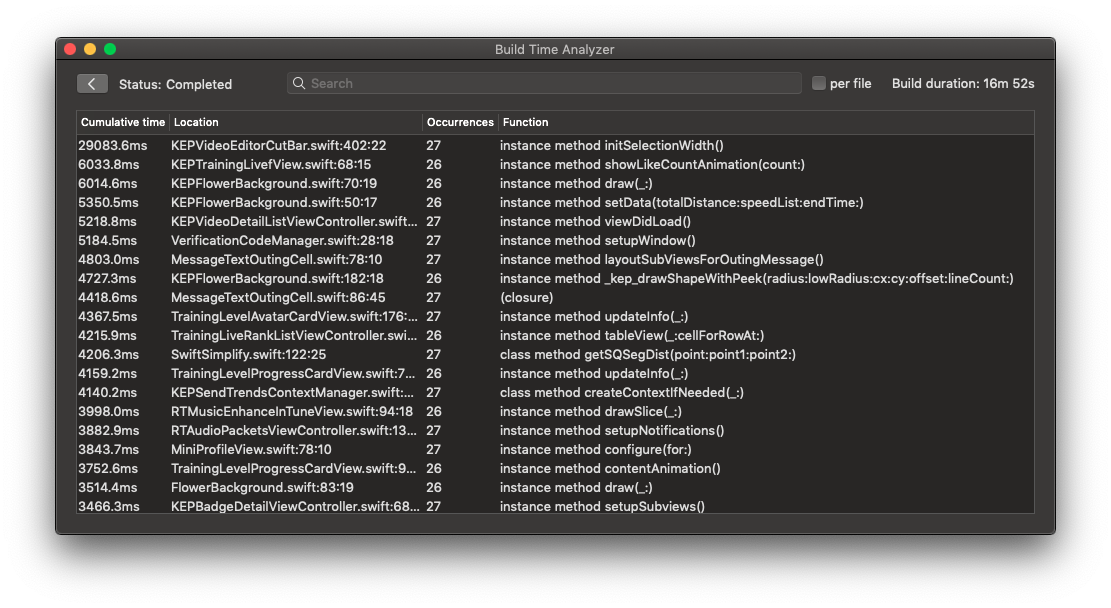 Build Time Analyzer
Status: Completed Search per file Build duration: 16m 52s
Cumulative time Location Occurrences Function
29083.6ms KEPVideoEditorCutBar.swift:402:22 27 instance method initSelectionWidth()
6033.8ms KEPTrainingLivefView.swift:68:15 26 instance method showLikeCountAnimation(count:)
6014.6ms KEPFlowerBackground.swift:70:19 26 instance method draw(_:)
5350.5ms KEPFlowerBackground.swift:50:17 26 instance method setData(totalDistance:speedList:endTime:)
5218.8ms KEPVideoDetailListViewController.swift... 27 instance method viewDidLoad()
5184.5ms VerificationCodeManager.swift:28:18 27 instance method setupWindow()
4803.0ms MessageTextOutingCell.swift:78:10 27 instance method layoutSubViewsForOutingMessage()
4727.3ms KEPFlowerBackground.swift:182:18 26 instance method _kep_drawShapeWithPeek(radius:lowRadius:cx:cy:offset:lineCount:)
4418.6ms MessageTextOutingCell.swift:86:45 27 (closure)
4367.5ms TrainingLevelAvatarCardView.swift:176:... 27 instance method updateInfo(_:)
4215.9ms TrainingLiveRankListViewController.swi... 26 instance method tableView(_:cellForRowAt:)
4206.3ms SwiftSimplify.swift:122:25 27 class method getSQSegDist(point:point1:point2:)
4159.2ms TrainingLevelProgressCardView.swift:7... 26 instance method updateInfo(_:)
4140.2ms KEPSendTrendsContextManager.swift:... 27 class method createContextIfNeeded(_:)
3998.0ms RTMusicEnhanceInTuneView.swift:94:18 26 instance method drawSlice(_:)
3882.9ms RTAudioPacketsViewController.swift:13... 27 instance method setupNotifications()
3843.7ms MiniProfileView.swift:78:10 27 instance method configure(for:)
3752.6ms TrainingLevelProgressCardView.swift:9... 26 instance method contentAnimation()
3514.4ms FlowerBackground.swift:83:19 26 instance method draw(_:)
3466.3ms KEPBadgeDetailViewController.swift:68... 27 instance method setupSubviews()